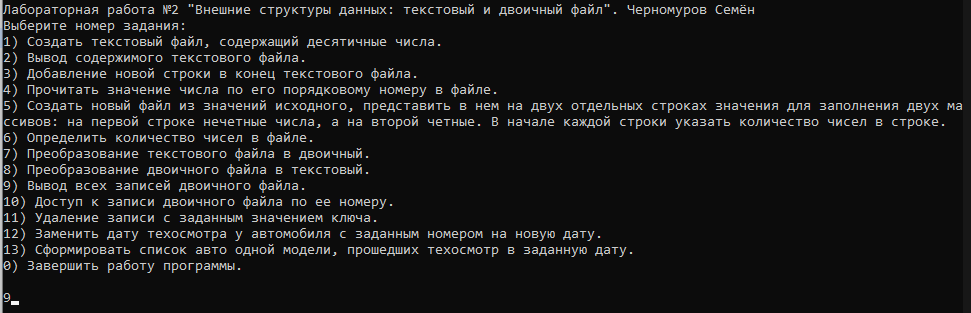 Лабораторная работа №2 "Внешние структуры данных: текстовый и двоичный файл". Черномуров Семён
Выберите номер задания:
1) Создать текстовый файл, содержащий десятичные числа.
2) Вывод содержимого текстового файла.
3) Добавление новой строки в конец текстового файла.
4) Прочитать значение числа по его порядковому номеру в файле.
5) Создать новый файл из значений исходного, представить в нем на двух отдельных строках значения для заполнения двух ма
ссивов: на первой строке нечетные числа, а на второй четные. В начале каждой строки указать количество чисел в строке.
6) Определить количество чисел в файле.
7) Преобразование текстового файла в двоичный.
8) Преобразование двоичного файла в текстовый.
9) Вывод всех записей двоичного файла.
10) Доступ к записи двоичного файла по ее номеру.
11) Удаление записи с заданным значением ключа.
12) Заменить дату техосмотра у автомобиля с заданным номером на новую дату.
13) Сформировать список авто одной модели, прошедших техосмотр в заданную дату.
0) Завершить работу программы.
9